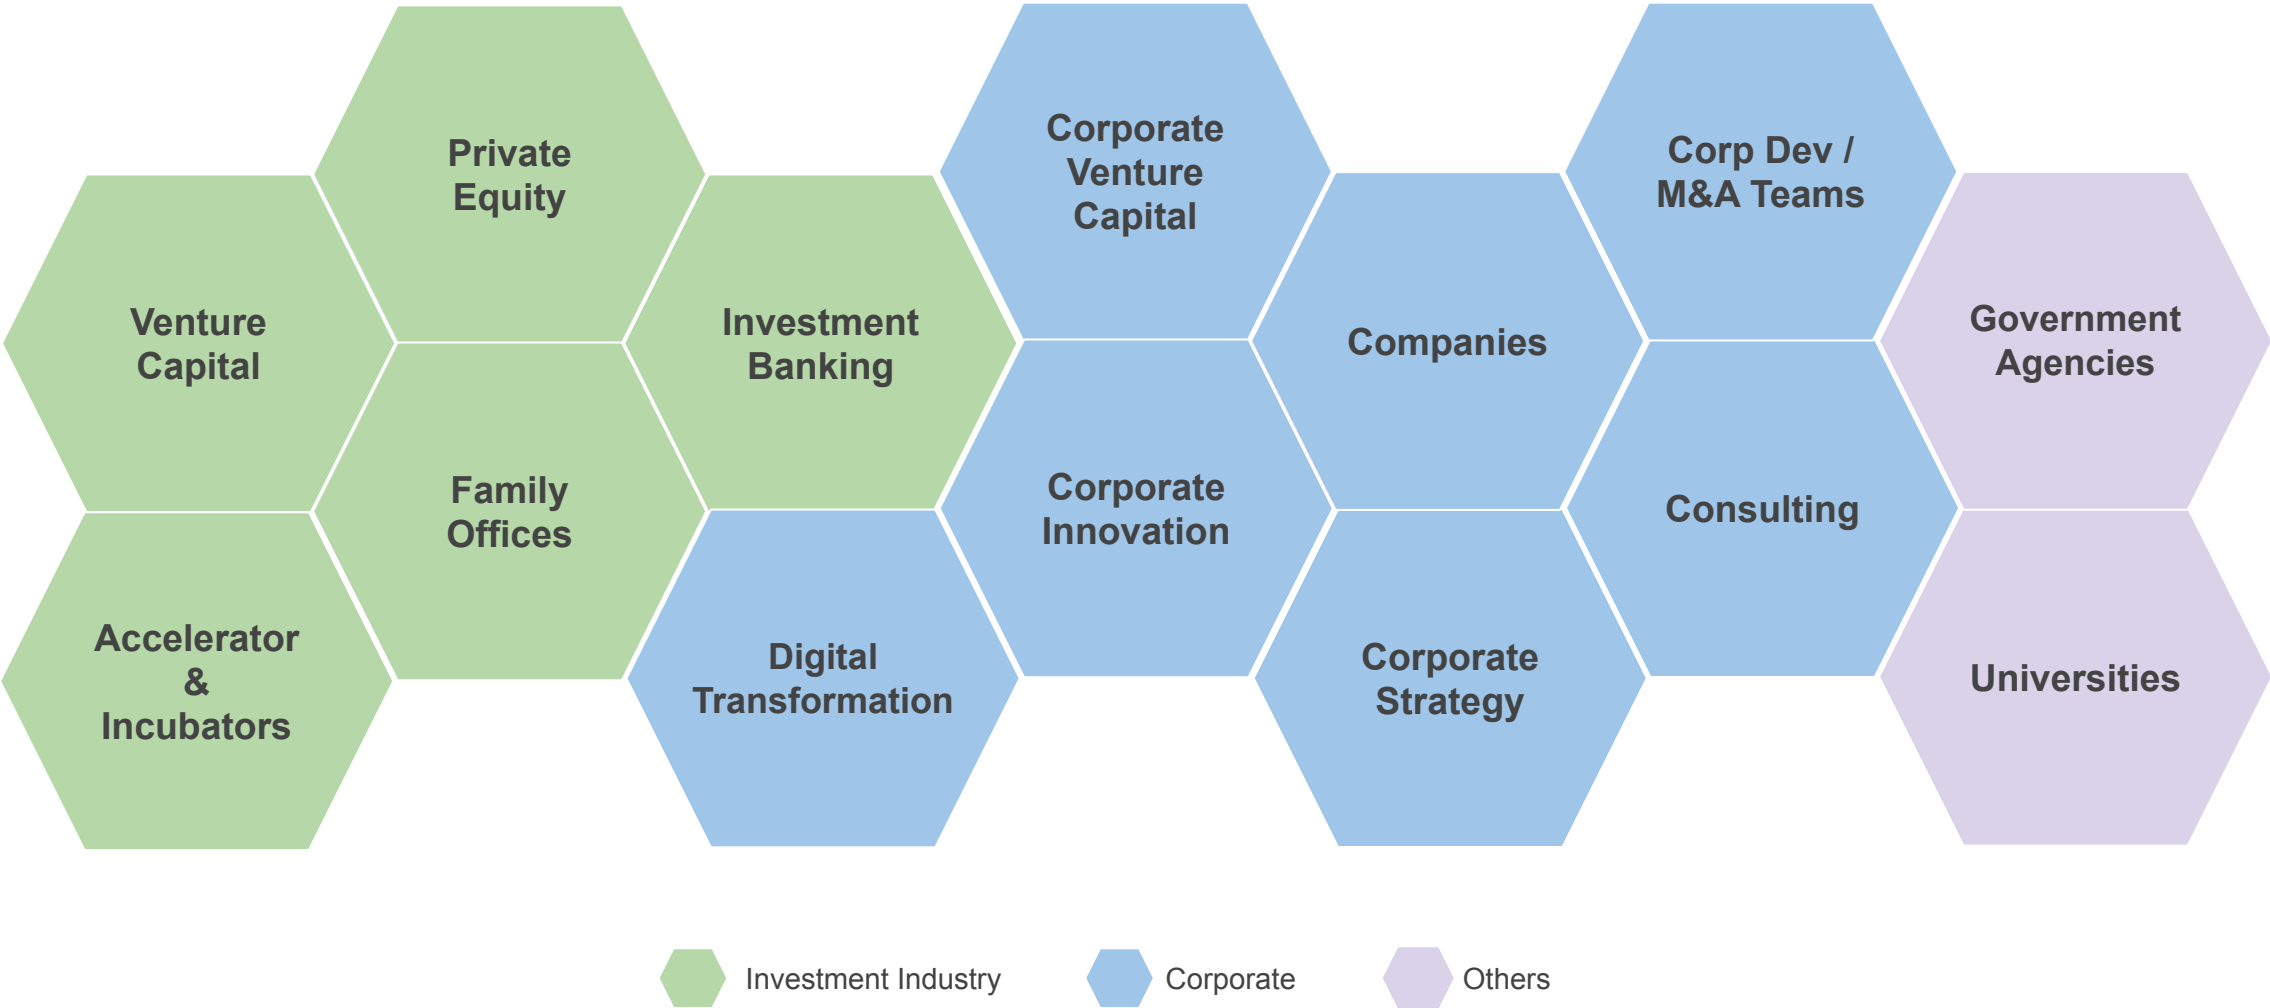 Private
Equity
Corporate
Venture
Capital
Corp Dev /
M&A Teams
Venture
Capital
Investment
Banking
Companies
Government
Agencies
Family
Offices
Corporate
Innovation
Consulting
Accelerator
&
Incubators
Digital
Transformation
Corporate
Strategy
Universities
Investment Industry
Corporate
Others